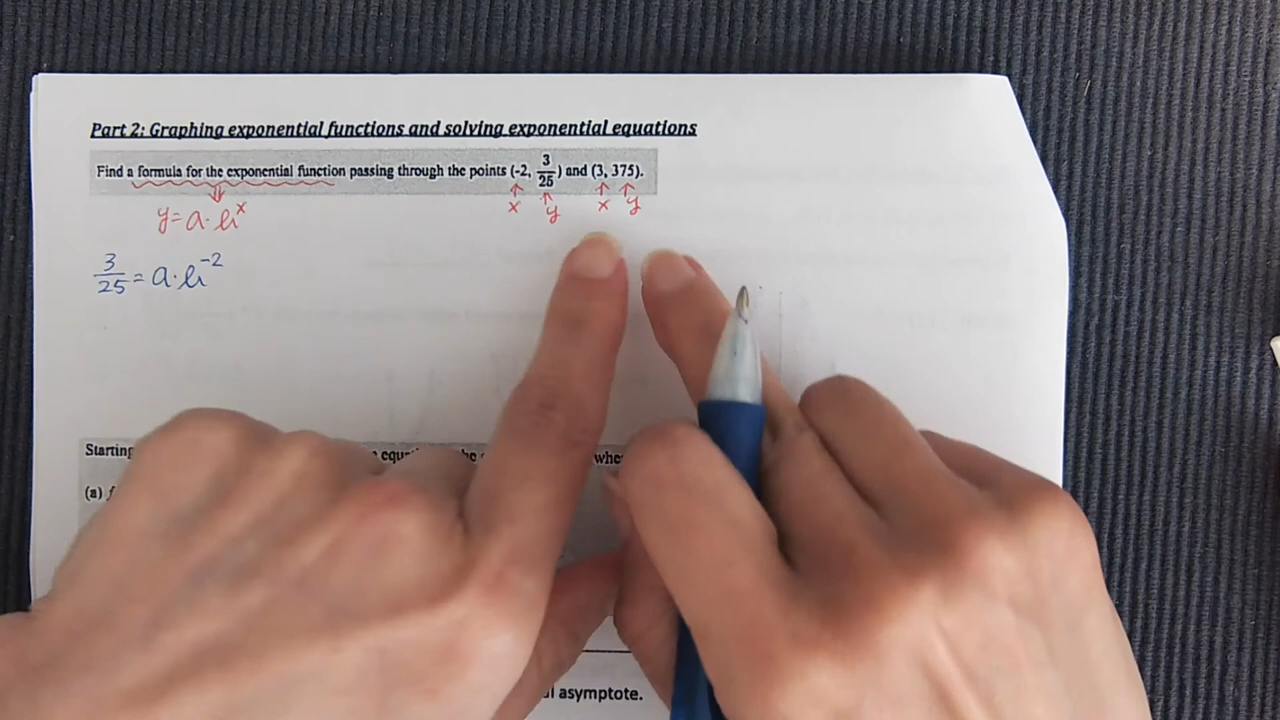 Part 2: Graphing exponential functions and solving exponential equations
Find a formula for the exponential function passing through the points (-2, 3/25) and (3, 375).
x y x y
y = a · b^x
3/25 = a · b^-2
Starting
(a)
asymptote.